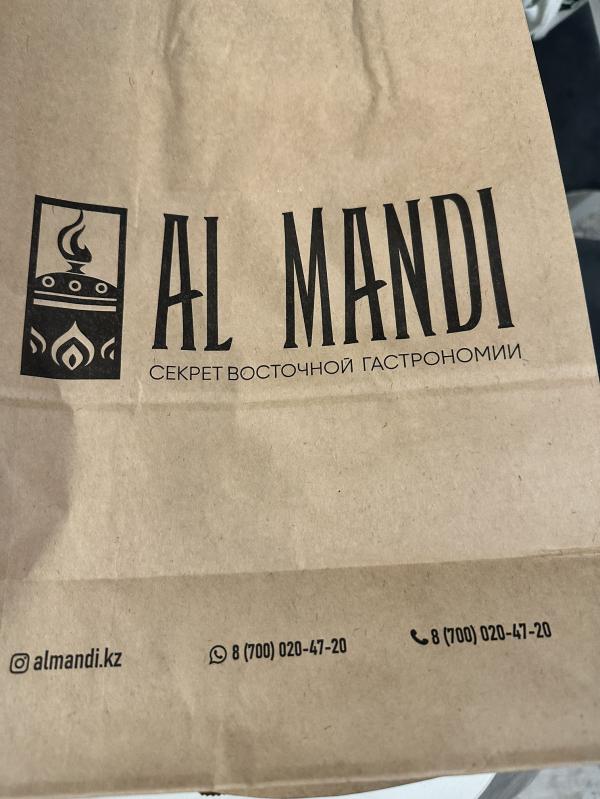 AL MANDI
СЕКРЕТ ВОСТОЧНОЙ ГАСТРОНОМИИ
almandi.kz 8 (700) 020-47-20 8 (700) 020-47-20